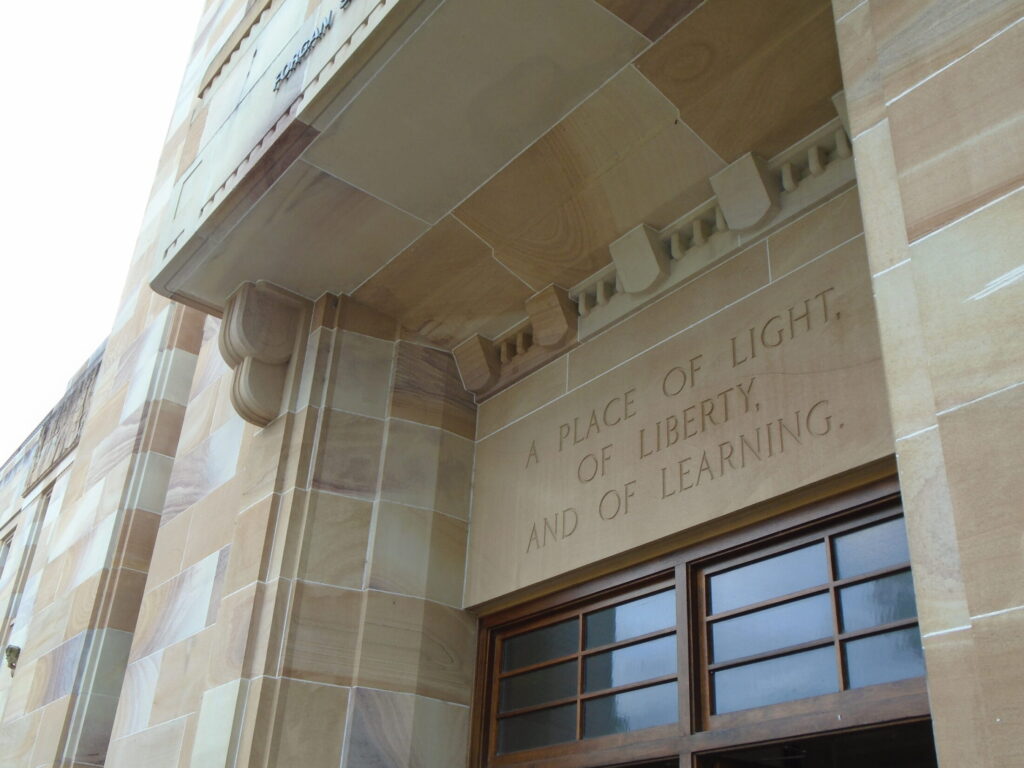 A PLACE OF LIGHT,
OF LIBERTY,
AND OF LEARNING.